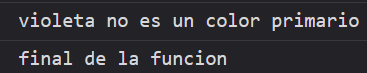 violeta no es un color primario
final de la funcion